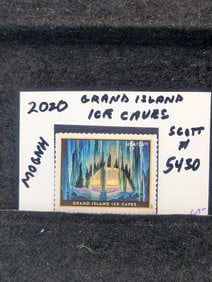 2020 GRAND ISLAND
ICE CAVES
SCOTT
#
5430
MOGNH
GRAND ISLAND ICE CAVES